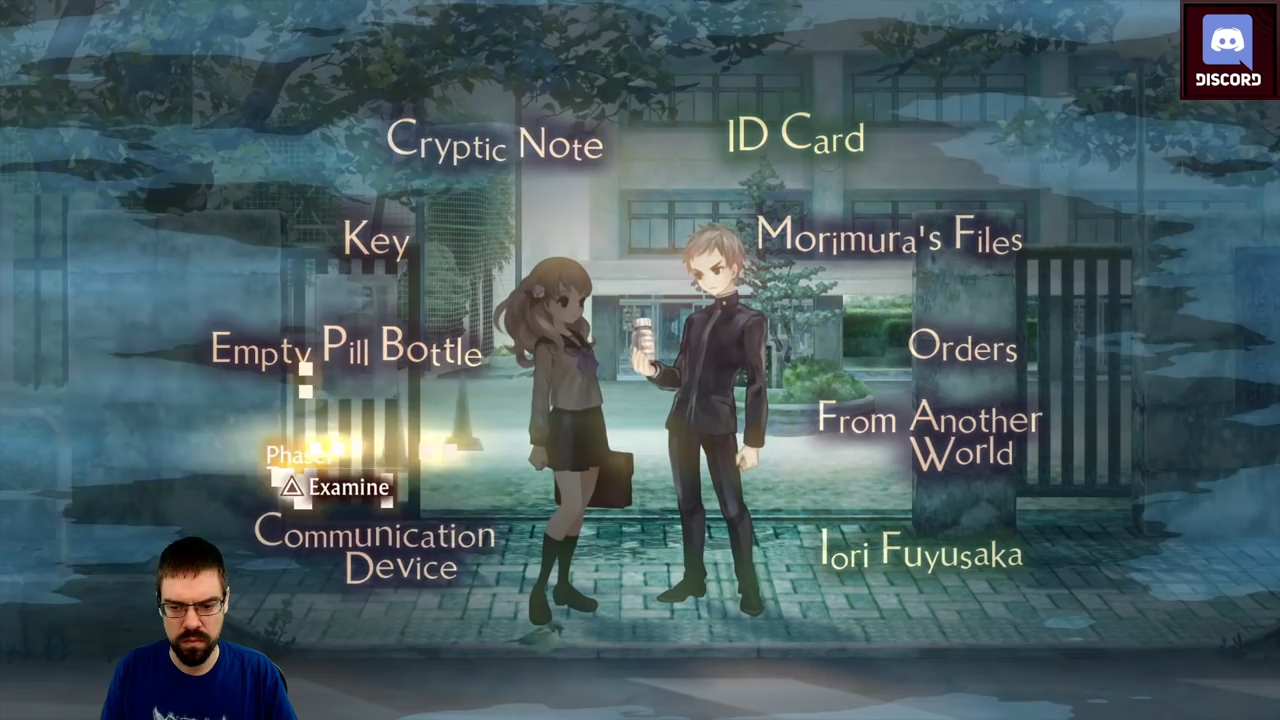 DISCORD
Cryptic Note
ID Card
Key
Morimura's Files
Empty Pill Bottle
Orders
From Another
World
Phaser
Examine
Communication
Device
Iori Fuyusaka